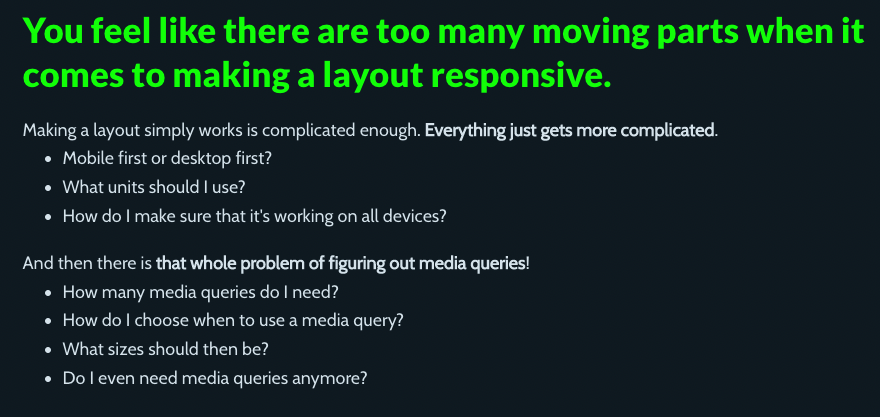 You feel like there are too many moving parts when it
comes to making a layout responsive.
Making a layout simply works is complicated enough. Everything just gets more complicated.
• Mobile first or desktop first?
• What units should I use?
• How do I make sure that it's working on all devices?
And then there is that whole problem of figuring out media queries!
• How many media queries do I need?
• How do I choose when to use a media query?
• What sizes should then be?
• Do I even need media queries anymore?